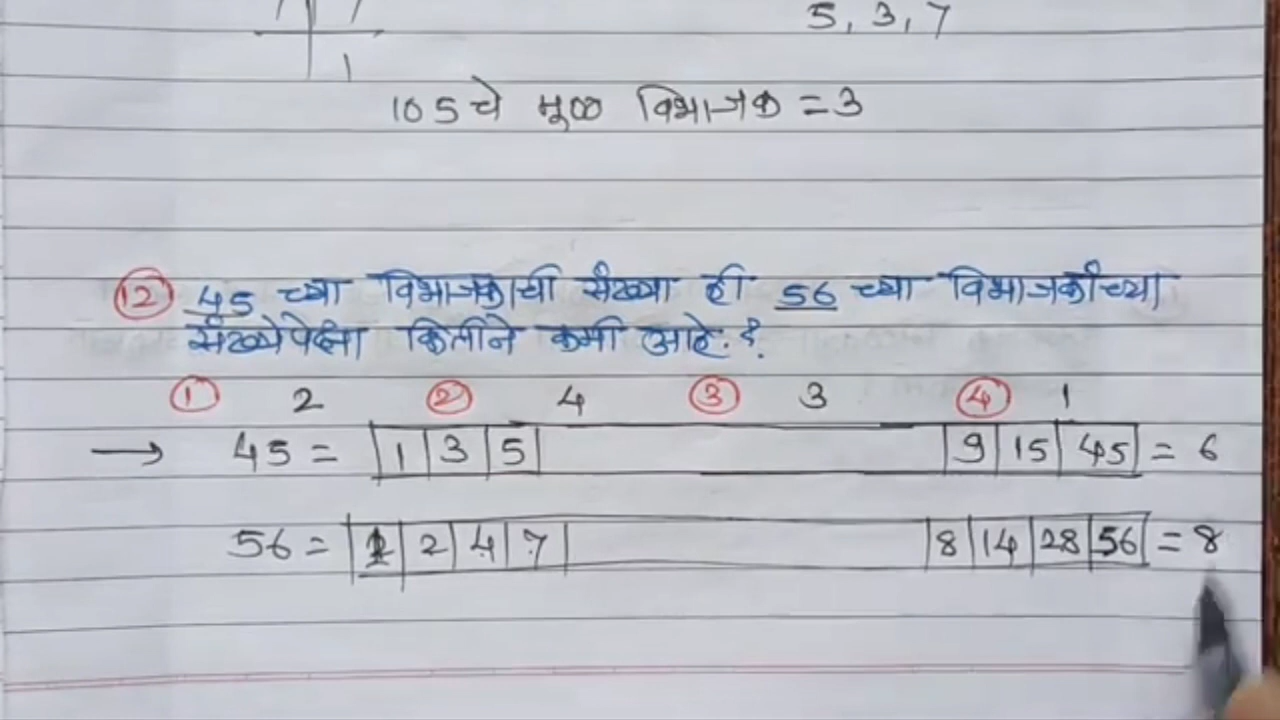 5, 3, 7
1
105 चे मूळ विभाजक = 3
12 45 च्या विभाजकाची संख्या ही 56 च्या विभाजकांच्या
संख्येपेक्षा कितीने कमी आहे.?
1 2 2 4 3 3 4 1
→ 45 = 1 3 5 9 15 45 = 6
56 = 1 2 4 7 8 14 28 56 = 8